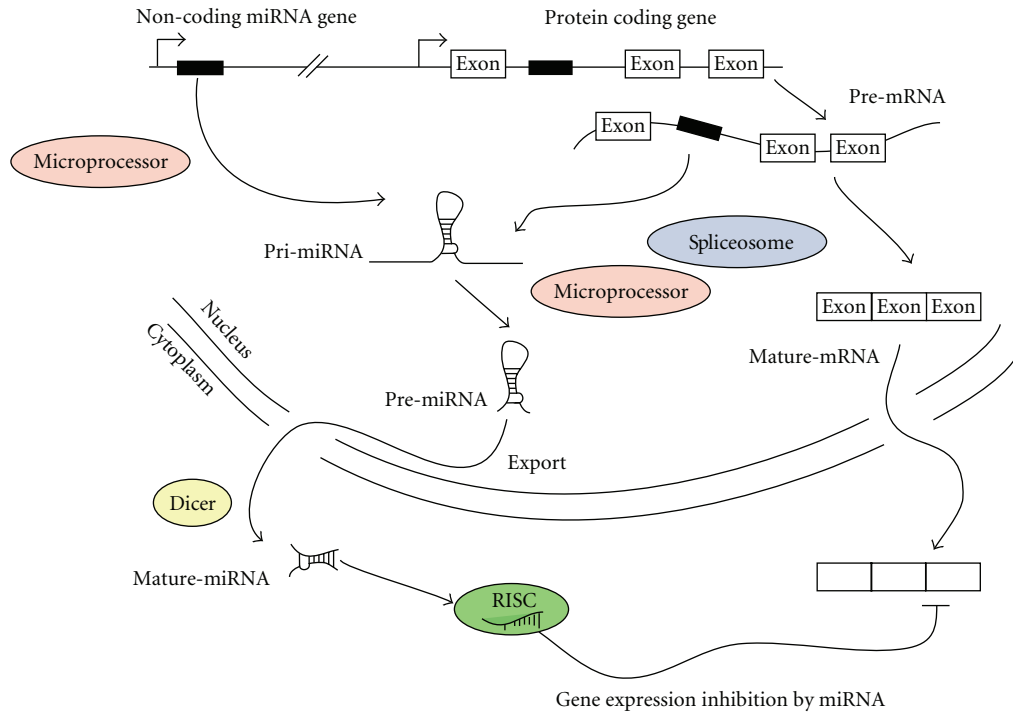 Non-coding miRNA gene
Protein coding gene
Exon
Exon
Exon
Pre-mRNA
Exon
Exon
Exon
Microprocessor
Pri-miRNA
Spliceosome
Microprocessor
Exon
Exon
Exon
Nucleus
Cytoplasm
Mature-mRNA
Pre-miRNA
Export
Dicer
Mature-miRNA
RISC
Gene expression inhibition by miRNA